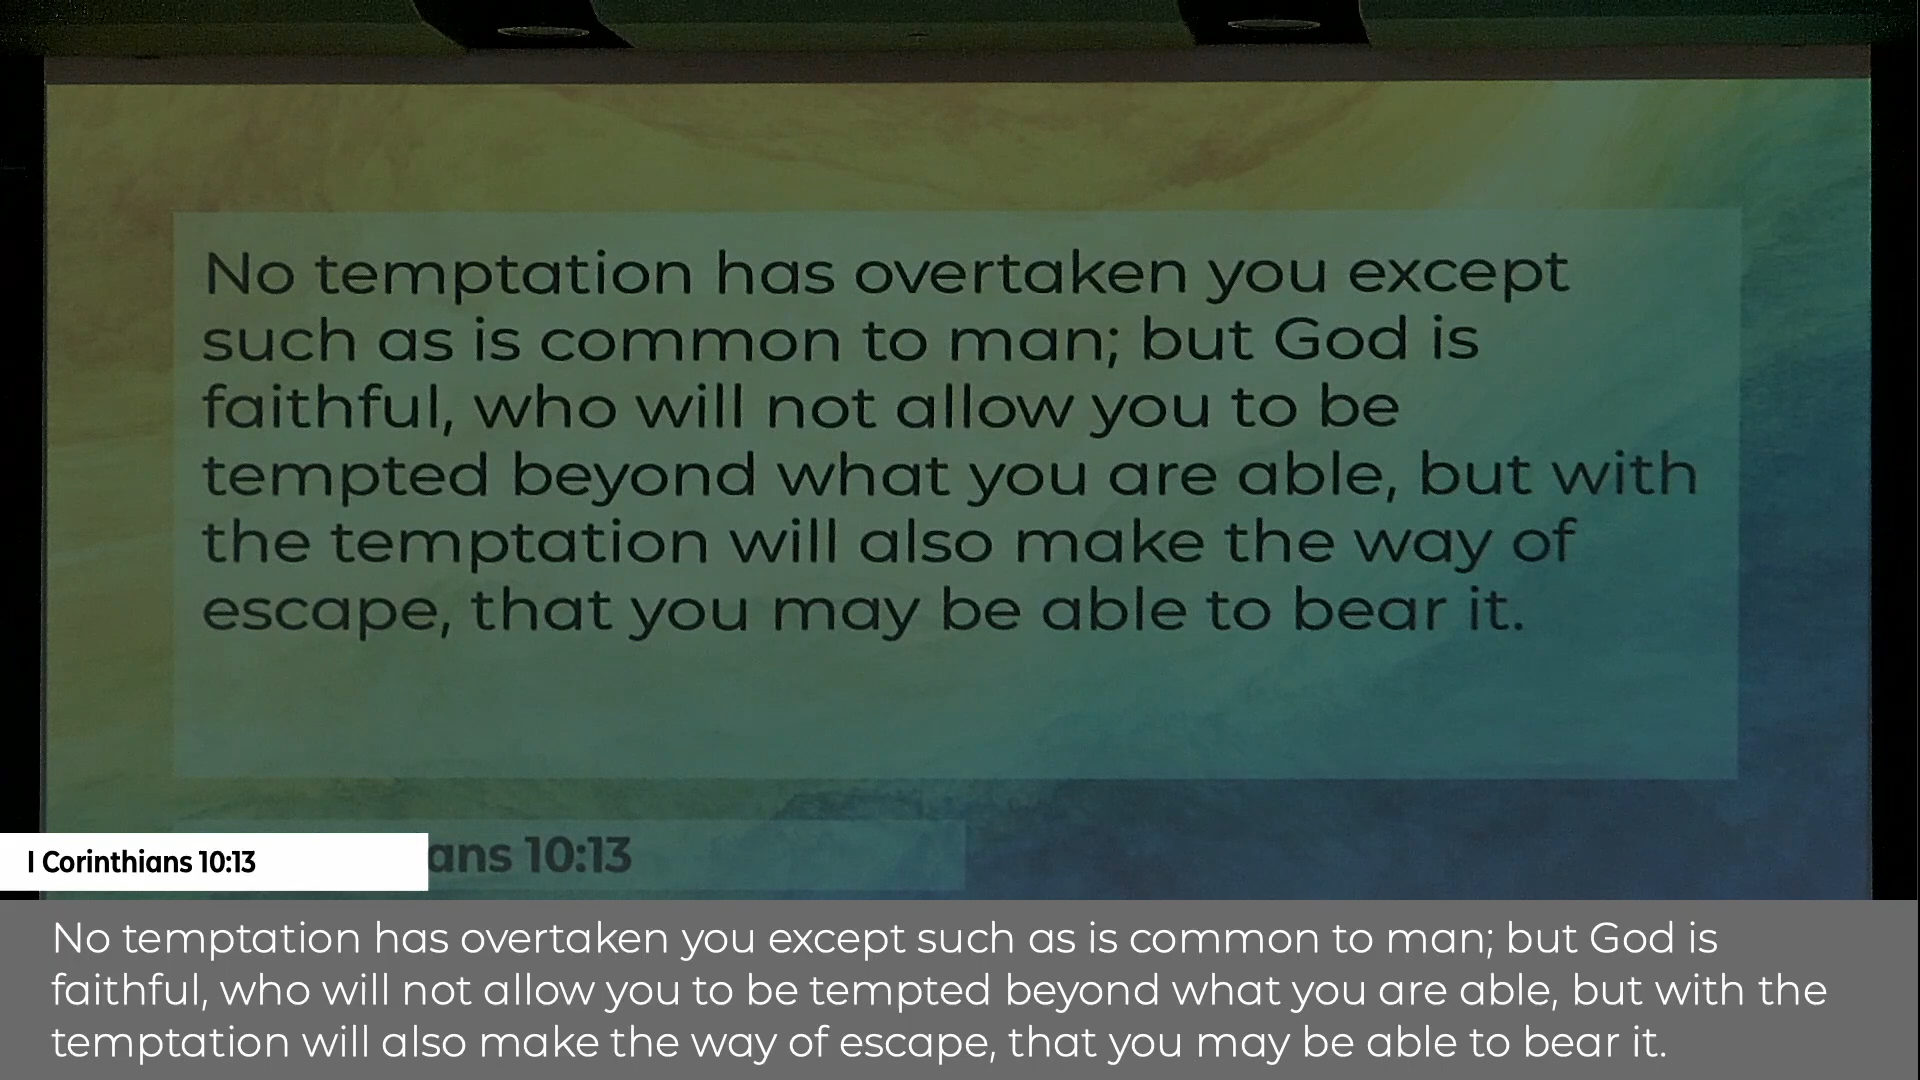 No temptation has overtaken you except
such as is common to man; but God is
faithful, who will not allow you to be
tempted beyond what you are able, but with
the temptation will also make the way of
escape, that you may be able to bear it.
ans 10:13
I Corinthians 10:13
No temptation has overtaken you except such as is common to man; but God is
faithful, who will not allow you to be tempted beyond what you are able, but with the
temptation will also make the way of escape, that you may be able to bear it.